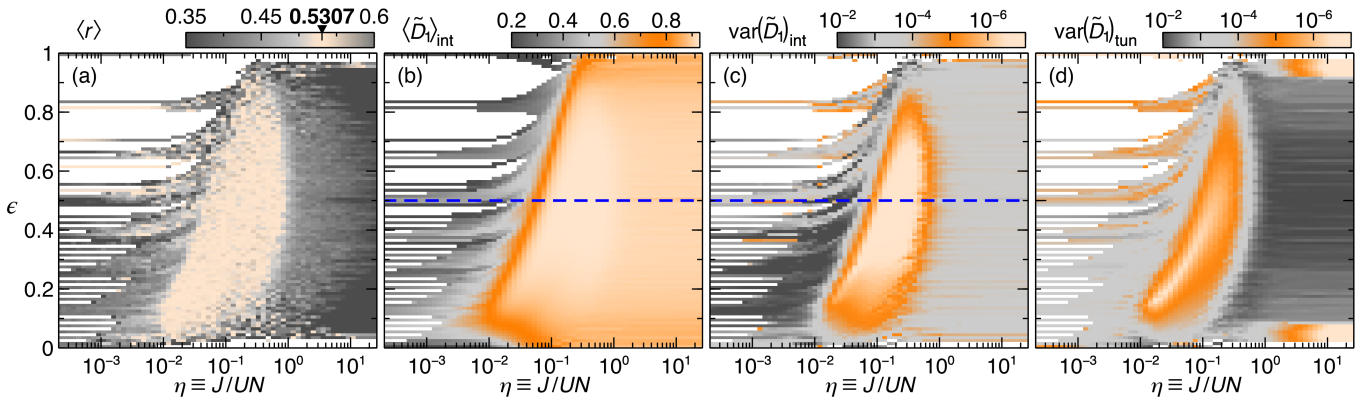 ⟨r⟩ 0.35 0.45 0.5307 0.6
⟨D̃₁⟩int 0.2 0.4 0.6 0.8
var(D̃₁)int 10⁻² 10⁻⁴ 10⁻⁶
var(D̃₁)tun 10⁻² 10⁻⁴ 10⁻⁶
(a) (b) (c) (d)
1
0.8
0.6
ϵ
0.4
0.2
0
10⁻³ 10⁻² 10⁻¹ 10⁰ 10¹
10⁻³ 10⁻² 10⁻¹ 10⁰ 10¹
10⁻³ 10⁻² 10⁻¹ 10⁰ 10¹
10⁻³ 10⁻² 10⁻¹ 10⁰ 10¹
η ≡ J/UN
η ≡ J/UN
η ≡ J/UN
η ≡ J/UN